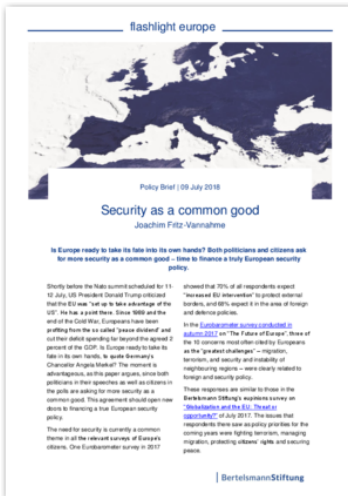 flashlight europe
Policy Brief | 09 July 2018
Security as a common good
Joachim Fritz-Vannahme
Is Europe ready to take its fate into its own hands? Both politicians and citizens ask
for more security as a common good – time to finance a truly European security
policy.
Shortly before the Nato summit scheduled for 11-
12 July, US President Donald Trump criticized
that the EU was "set up to take advantage of the
US". He has a point there. Since 1989 and the
end of the Cold War, Europeans have been
profiting from the so called "peace dividend" and
cut their deficit spending far beyond the agreed 2
percent of the GDP. Is Europe ready to take its
fate in its own hands, to quote Germany's
Chancellor Angela Merkel? The moment is
advantageous, as this paper argues, since both
politicians in their speeches as well as citizens in
the polls are asking for more security as a
common good. This agreement should open new
doors to financing a true European security
policy.
The need for security is currently a common
theme in all the relevant surveys of Europe's
citizens. One Eurobarometer survey in 2017
showed that 70% of all respondents expect
"increased EU intervention" to protect external
borders, and 68% expect it in the area of foreign
and defence policies.
In the Eurobarometer survey conducted in
autumn 2017 on "The Future of Europe", three of
the 10 concerns most often cited by Europeans
as the "greatest challenges" – migration,
terrorism, and security and instability of
neighbouring regions – were clearly related to
foreign and security policy.
These responses are similar to those in the
Bertelsmann Stiftung's eupinions survey on
"Globalization and the EU: Threat or
opportunity?" of July 2017. The issues that
respondents there saw as policy priorities for the
coming years were fighting terrorism, managing
migration, protecting citizens' rights and securing
peace.
BertelsmannStiftung